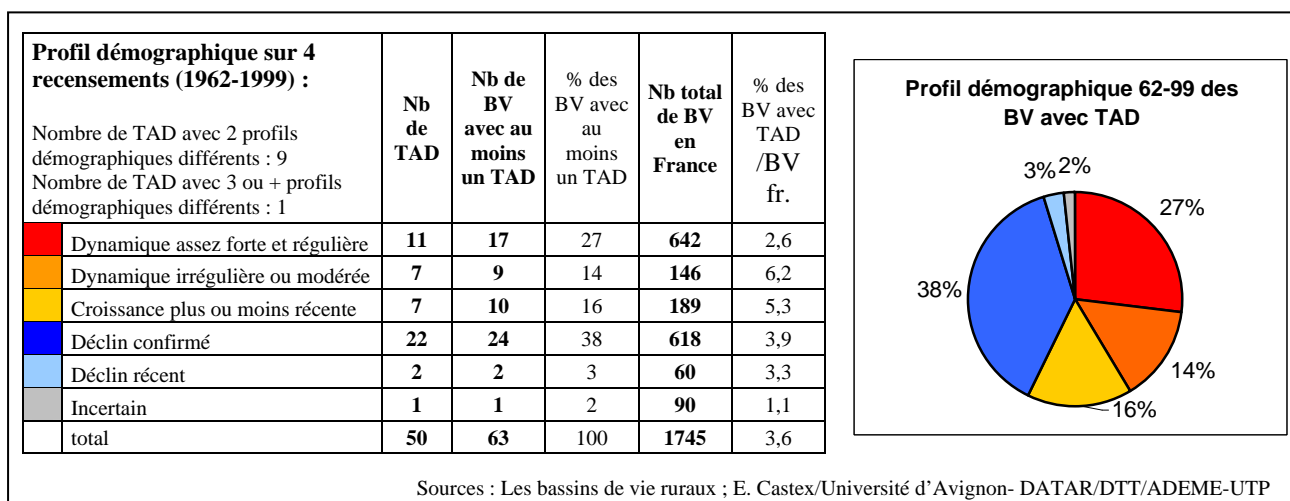 Profil démographique sur 4
recensements (1962-1999) :
Nombre de TAD avec 2 profils
démographiques différents : 9
Nombre de TAD avec 3 ou + profils
démographiques différents : 1
Nb
de
TAD
Nb de
BV
avec au
moins
un TAD
% des
BV avec
au
moins
un TAD
Nb total
de BV
en
France
% des
BV avec
TAD
/BV
fr.
Dynamique assez forte et régulière 11 17 27 642 2,6
Dynamique irrégulière ou modérée 7 9 14 146 6,2
Croissance plus ou moins récente 7 10 16 189 5,3
Déclin confirmé 22 24 38 618 3,9
Déclin récent 2 2 3 60 3,3
Incertain 1 1 2 90 1,1
total 50 63 100 1745 3,6
Profil démographique 62-99 des
BV avec TAD
3% 2%
27%
38%
14%
16%
Sources : Les bassins de vie ruraux ; E. Castex/Université d'Avignon- DATAR/DTT/ADEME-UTP